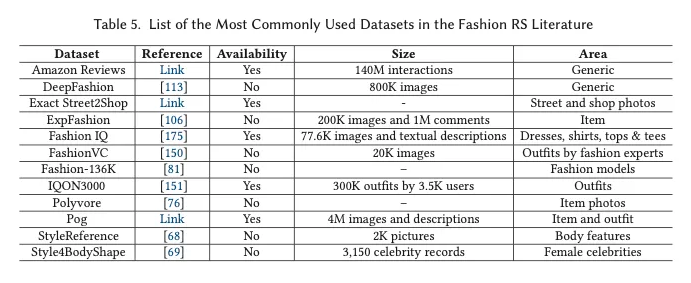 Table 5. List of the Most Commonly Used Datasets in the Fashion RS Literature
Dataset Reference Availability Size Area
Amazon Reviews Link Yes 140M interactions Generic
DeepFashion [113] No 800K images Generic
Exact Street2Shop Link Yes - Street and shop photos
ExpFashion [106] No 200K images and 1M comments Item
Fashion IQ [175] Yes 77.6K images and textual descriptions Dresses, shirts, tops & tees
FashionVC [150] No 20K images Outfits by fashion experts
Fashion-136K [81] No – Fashion models
IQON3000 [151] Yes 300K outfits by 3.5K users Outfits
Polyvore [76] No – Item photos
Pog Link Yes 4M images and descriptions Item and outfit
StyleReference [68] No 2K pictures Body features
Style4BodyShape [69] No 3,150 celebrity records Female celebrities